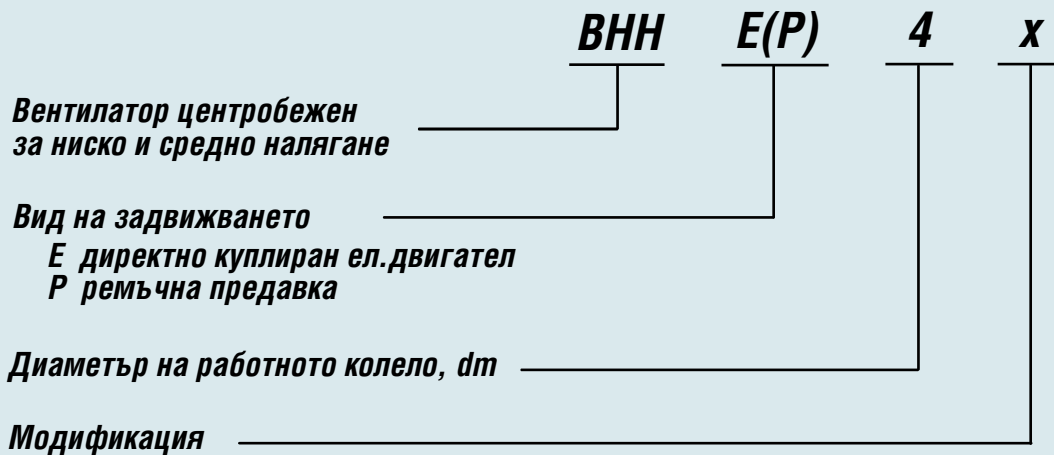 ВНН Е(Р) 4 х
Вентилатор центробежен
за ниско и средно налягане
Вид на задвижването
Е директно куплиран ел.двигател
Р ремъчна предавка
Диаметър на работното колело, dm
Модификация